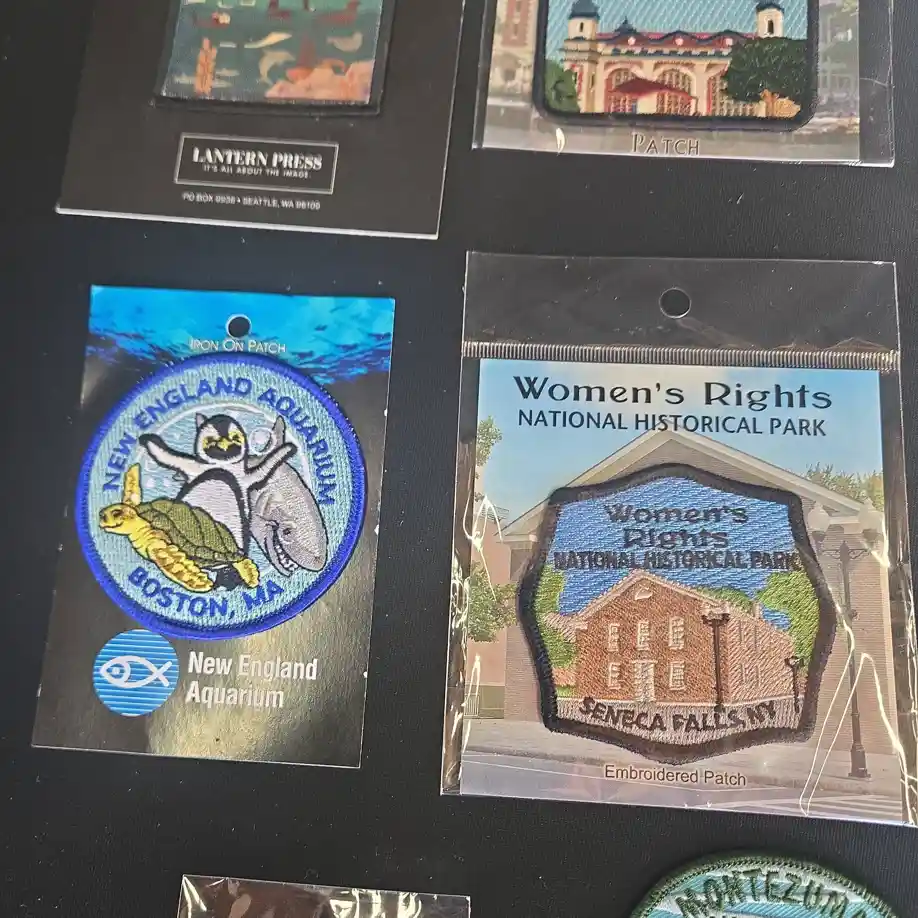 LANTERN PRESS
IT'S ALL ABOUT THE IMAGE.
PO BOX • SEATTLE, WA
PATCH
IRON ON PATCH
NEW ENGLAND AQUARIUM
BOSTON, MA
New England
Aquarium
Women's Rights
NATIONAL HISTORICAL PARK
Women's
Rights
NATIONAL HISTORICAL PARK
SENECA FALLS, NY
Embroidered Patch
MONTEZUM